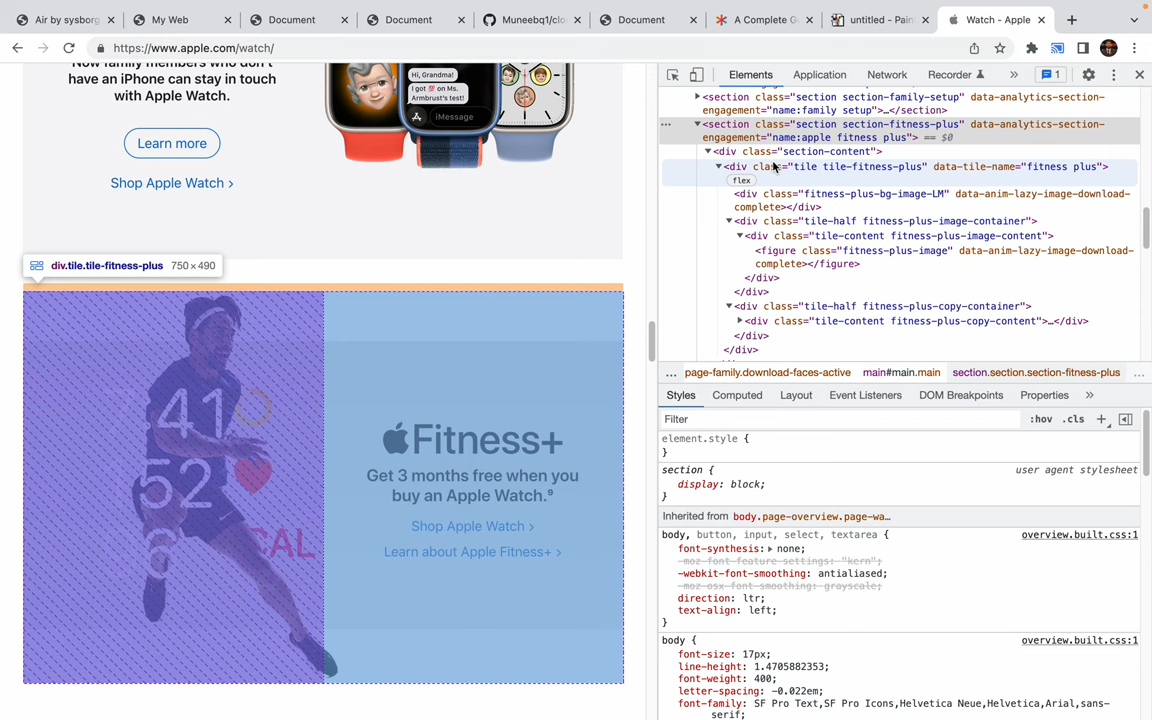 Air by sysborg
My Web
Document
Document
Muneebq1/clo
Document
A Complete G
untitled - Pain
Watch - Apple
https://www.apple.com/watch/
Now family members who don't
have an iPhone can stay in touch
with Apple Watch.
Learn more
Shop Apple Watch >
Hi, Grandma!
I got 💯 on Ms.
Armbrust's test!
iMessage
div.tile.tile-fitness-plus 750 × 490
41
52
CAL
Fitness+
Get 3 months free when you
buy an Apple Watch.⁹
Shop Apple Watch >
Learn about Apple Fitness+ >
Elements
Application
Network
Recorder
»
1
<section class="section section-family-setup" data-analytics-section-
engagement="name:family setup">…</section>
<section class="section section-fitness-plus" data-analytics-section-
engagement="name:apple fitness plus"> == $0
<div class="section-content">
<div class="tile tile-fitness-plus" data-tile-name="fitness plus">
flex
<div class="fitness-plus-bg-image-LM" data-anim-lazy-image-download-
complete></div>
<div class="tile-half fitness-plus-image-container">
<div class="tile-content fitness-plus-image-content">
<figure class="fitness-plus-image" data-anim-lazy-image-download-
complete></figure>
</div>
</div>
<div class="tile-half fitness-plus-copy-container">
<div class="tile-content fitness-plus-copy-content">…</div>
</div>
</div>
… page-family.download-faces-active main#main.main section.section.section-fitness-plus …
Styles
Computed
Layout
Event Listeners
DOM Breakpoints
Properties
»
Filter
:hov .cls +
element.style {
}
section { user agent stylesheet
display: block;
}
Inherited from body.page-overview.page-wa…
body, button, input, select, textarea { overview.built.css:1
font-synthesis: none;
-moz-font-feature-settings: "kern";
-webkit-font-smoothing: antialiased;
-moz-osx-font-smoothing: grayscale;
direction: ltr;
text-align: left;
}
body { overview.built.css:1
font-size: 17px;
line-height: 1.4705882353;
font-weight: 400;
letter-spacing: -0.022em;
font-family: SF Pro Text,SF Pro Icons,Helvetica Neue,Helvetica,Arial,sans-
serif;